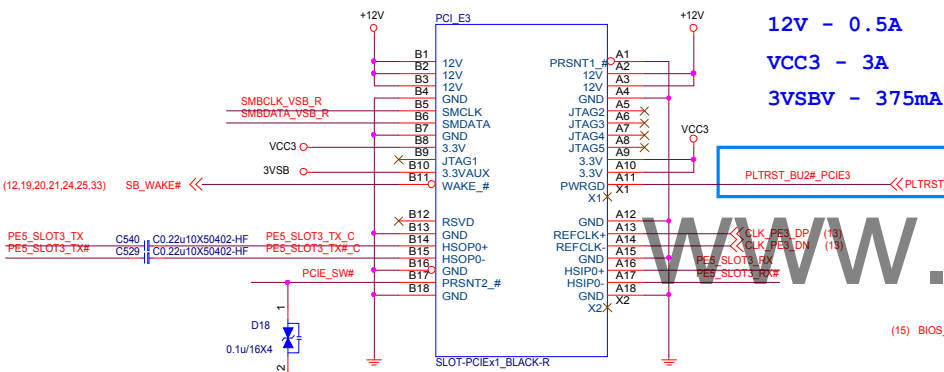 +12V
PCI_E3
+12V
12V - 0.5A
VCC3 - 3A
3VSBV - 375mA
B1 12V PRSNT1_# A1
B2 12V 12V A2
B3 12V 12V A3
B4 GND GND A4
SMBCLK_VSB_R B5 SMCLK JTAG2 A5
SMBDATA_VSB_R B6 SMDATA JTAG3 A6
B7 GND JTAG4 A7
VCC3 B8 3.3V JTAG5 A8
VCC3
B9 JTAG1 3.3V A9
3VSB B10 3.3VAUX 3.3V A10
(12,19,20,21,24,25,33) SB_WAKE# B11 WAKE_# PWRGD A11 PLTRST_BU2#_PCIE3 PLTRST_
X1 X1
B12 RSVD GND A12
B13 GND REFCLK+ A13 CLK_PE3_DP (13)
PE5_SLOT3_TX C540 C0.22u10X50402-HF PE5_SLOT3_TX_C B14 HSOP0+ REFCLK- A14 CLK_PE3_DN (13)
PE5_SLOT3_TX# C529 C0.22u10X50402-HF PE5_SLOT3_TX#_C B15 HSOP0- GND A15
B16 GND HSIP0+ A16 PE5_SLOT3_RX
PCIE_SW# B17 PRSNT2_# HSIP0- A17 PE5_SLOT3_RX#
B18 GND GND A18
X2 X2
1
D18
0.1u/16X4
2
SLOT-PCIEx1_BLACK-R
(15) BIOS_
www.